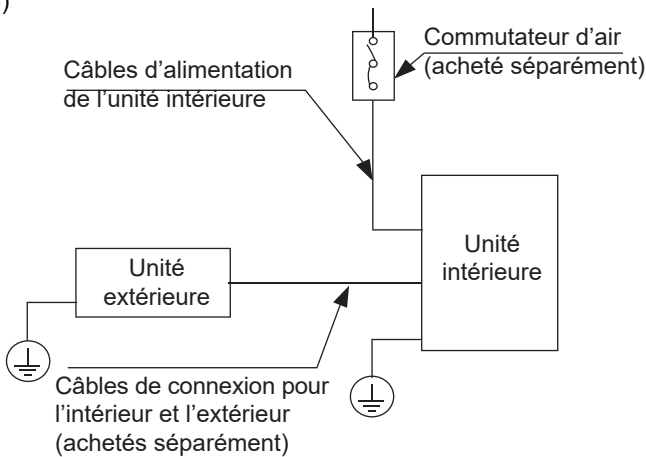 )
Commutateur d’air
(acheté séparément)
Câbles d’alimentation
de l’unité intérieure
Unité
intérieure
Unité
extérieure
Câbles de connexion pour
l’intérieur et l’extérieur
(achetés séparément)